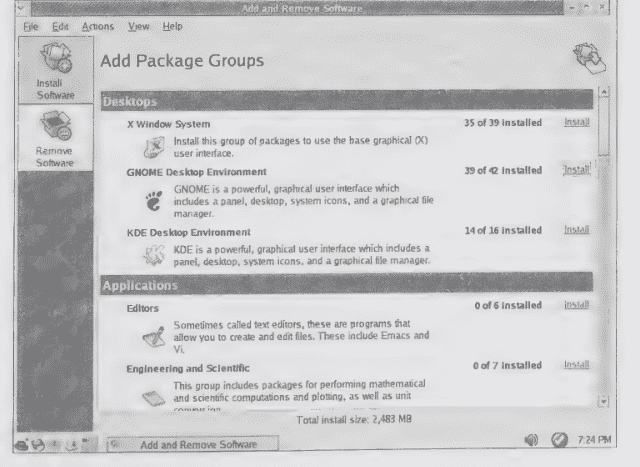 Add and Remove Software
File Edit Actions View Help
Install
Software
Remove
Software
Add Package Groups
Desktops
X Window System 35 of 39 installed Install
Install this group of packages to use the base graphical (X)
user interface.
GNOME Desktop Environment 39 of 42 installed Install
GNOME is a powerful, graphical user interface which
includes a panel, desktop, system icons, and a graphical file
manager.
KDE Desktop Environment 14 of 16 installed Install
KDE is a powerful, graphical user interface which includes a
panel, desktop, system icons, and a graphical file manager.
Applications
Editors 0 of 6 installed Install
Sometimes called text editors, these are programs that
allow you to create and edit files. These include Emacs and
Vi.
Engineering and Scientific 0 of 7 installed Install
This group includes packages for performing mathematical
and scientific computations and plotting, as well as unit
Total install size: 2,483 MB
Add and Remove Software 7:24 PM